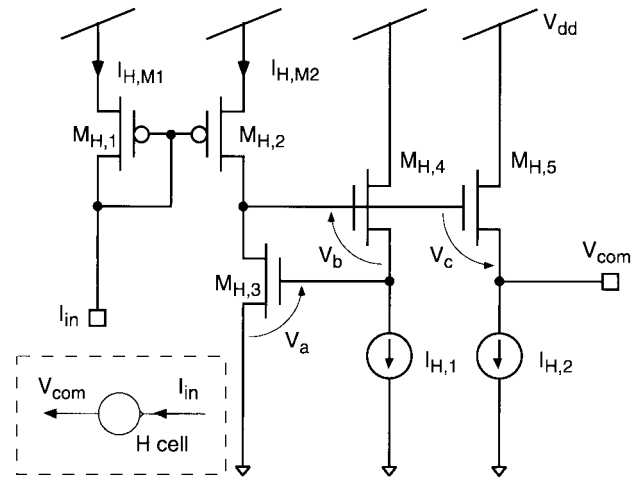 V_dd
I_H,M1
I_H,M2
M_H,1
M_H,2
M_H,4
M_H,5
V_b
V_c
V_com
M_H,3
V_a
I_in
I_H,1
I_H,2
V_com
I_in
H cell